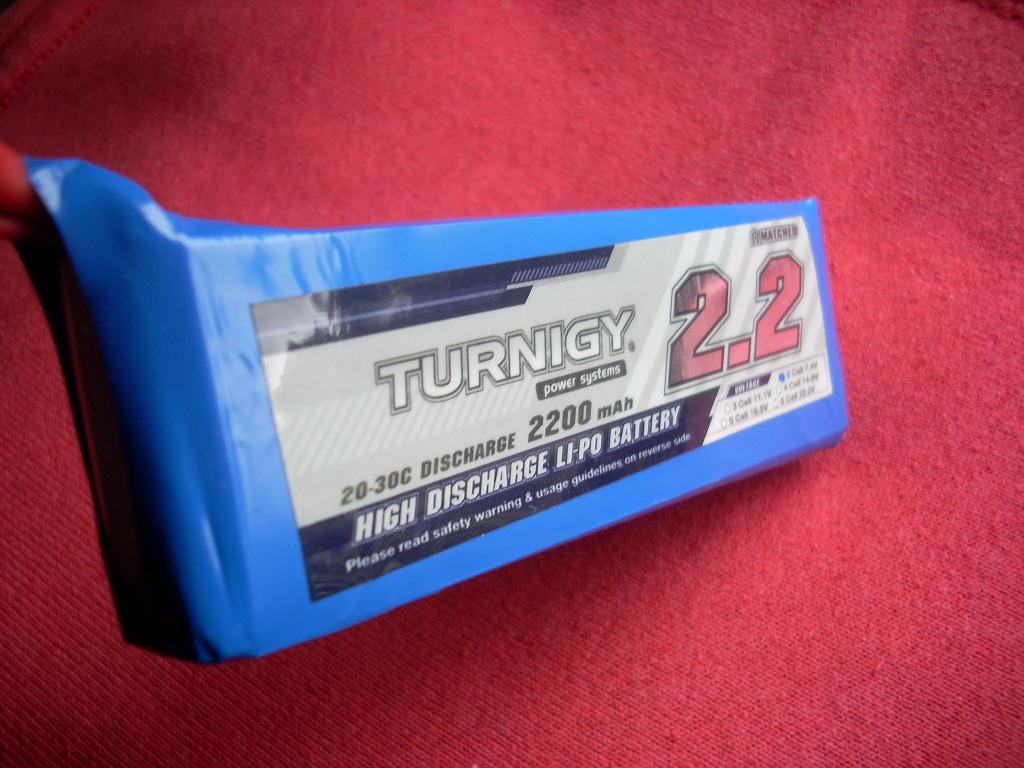 MATCHED
2.2
TURNIGY
power systems
VOLTAGE
2 Cell 7.4V
3 Cell 11.1V
4 Cell 14.8V
5 Cell 18.5V
6 Cell 22.2V
20-30C DISCHARGE 2200 mAh
HIGH DISCHARGE LI-PO BATTERY
Please read safety warning & usage guidelines on reverse side